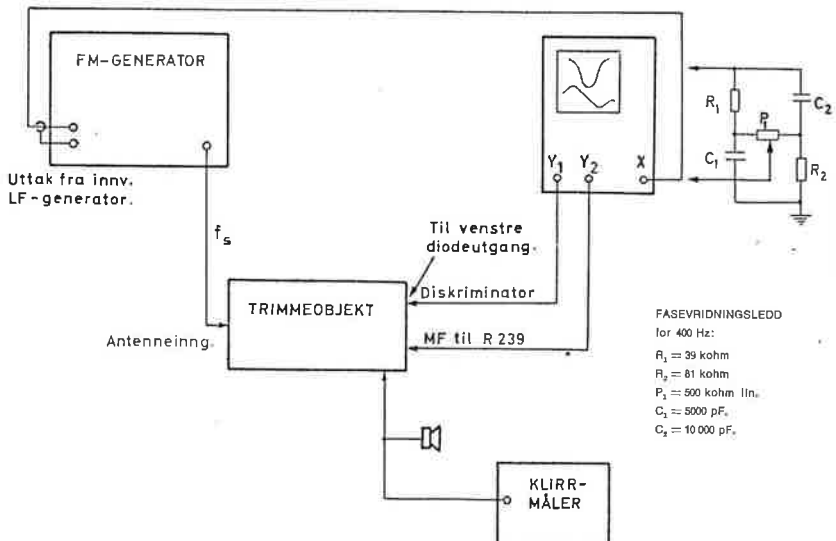 FM-GENERATOR
Uttak fra innv.
LF-generator.
Y₁ Y₂ X
R₁
C₂
P₁
C₁
R₂
fₛ
Til venstre
diodeutgang.
Diskriminator
TRIMMEOBJEKT
Antenneinng.
MF til R 239
FASEVRIDNINGSLEDD
for 400 Hz:
R₁ = 39 kohm
R₂ = 81 kohm
P₁ = 500 kohm lin.
C₁ = 5000 pF.
C₂ = 10 000 pF.
KLIRR-
MÅLER